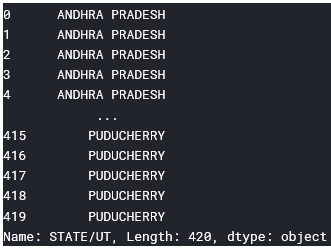 0 ANDHRA PRADESH
1 ANDHRA PRADESH
2 ANDHRA PRADESH
3 ANDHRA PRADESH
4 ANDHRA PRADESH
...
415 PUDUCHERRY
416 PUDUCHERRY
417 PUDUCHERRY
418 PUDUCHERRY
419 PUDUCHERRY
Name: STATE/UT, Length: 420, dtype: object